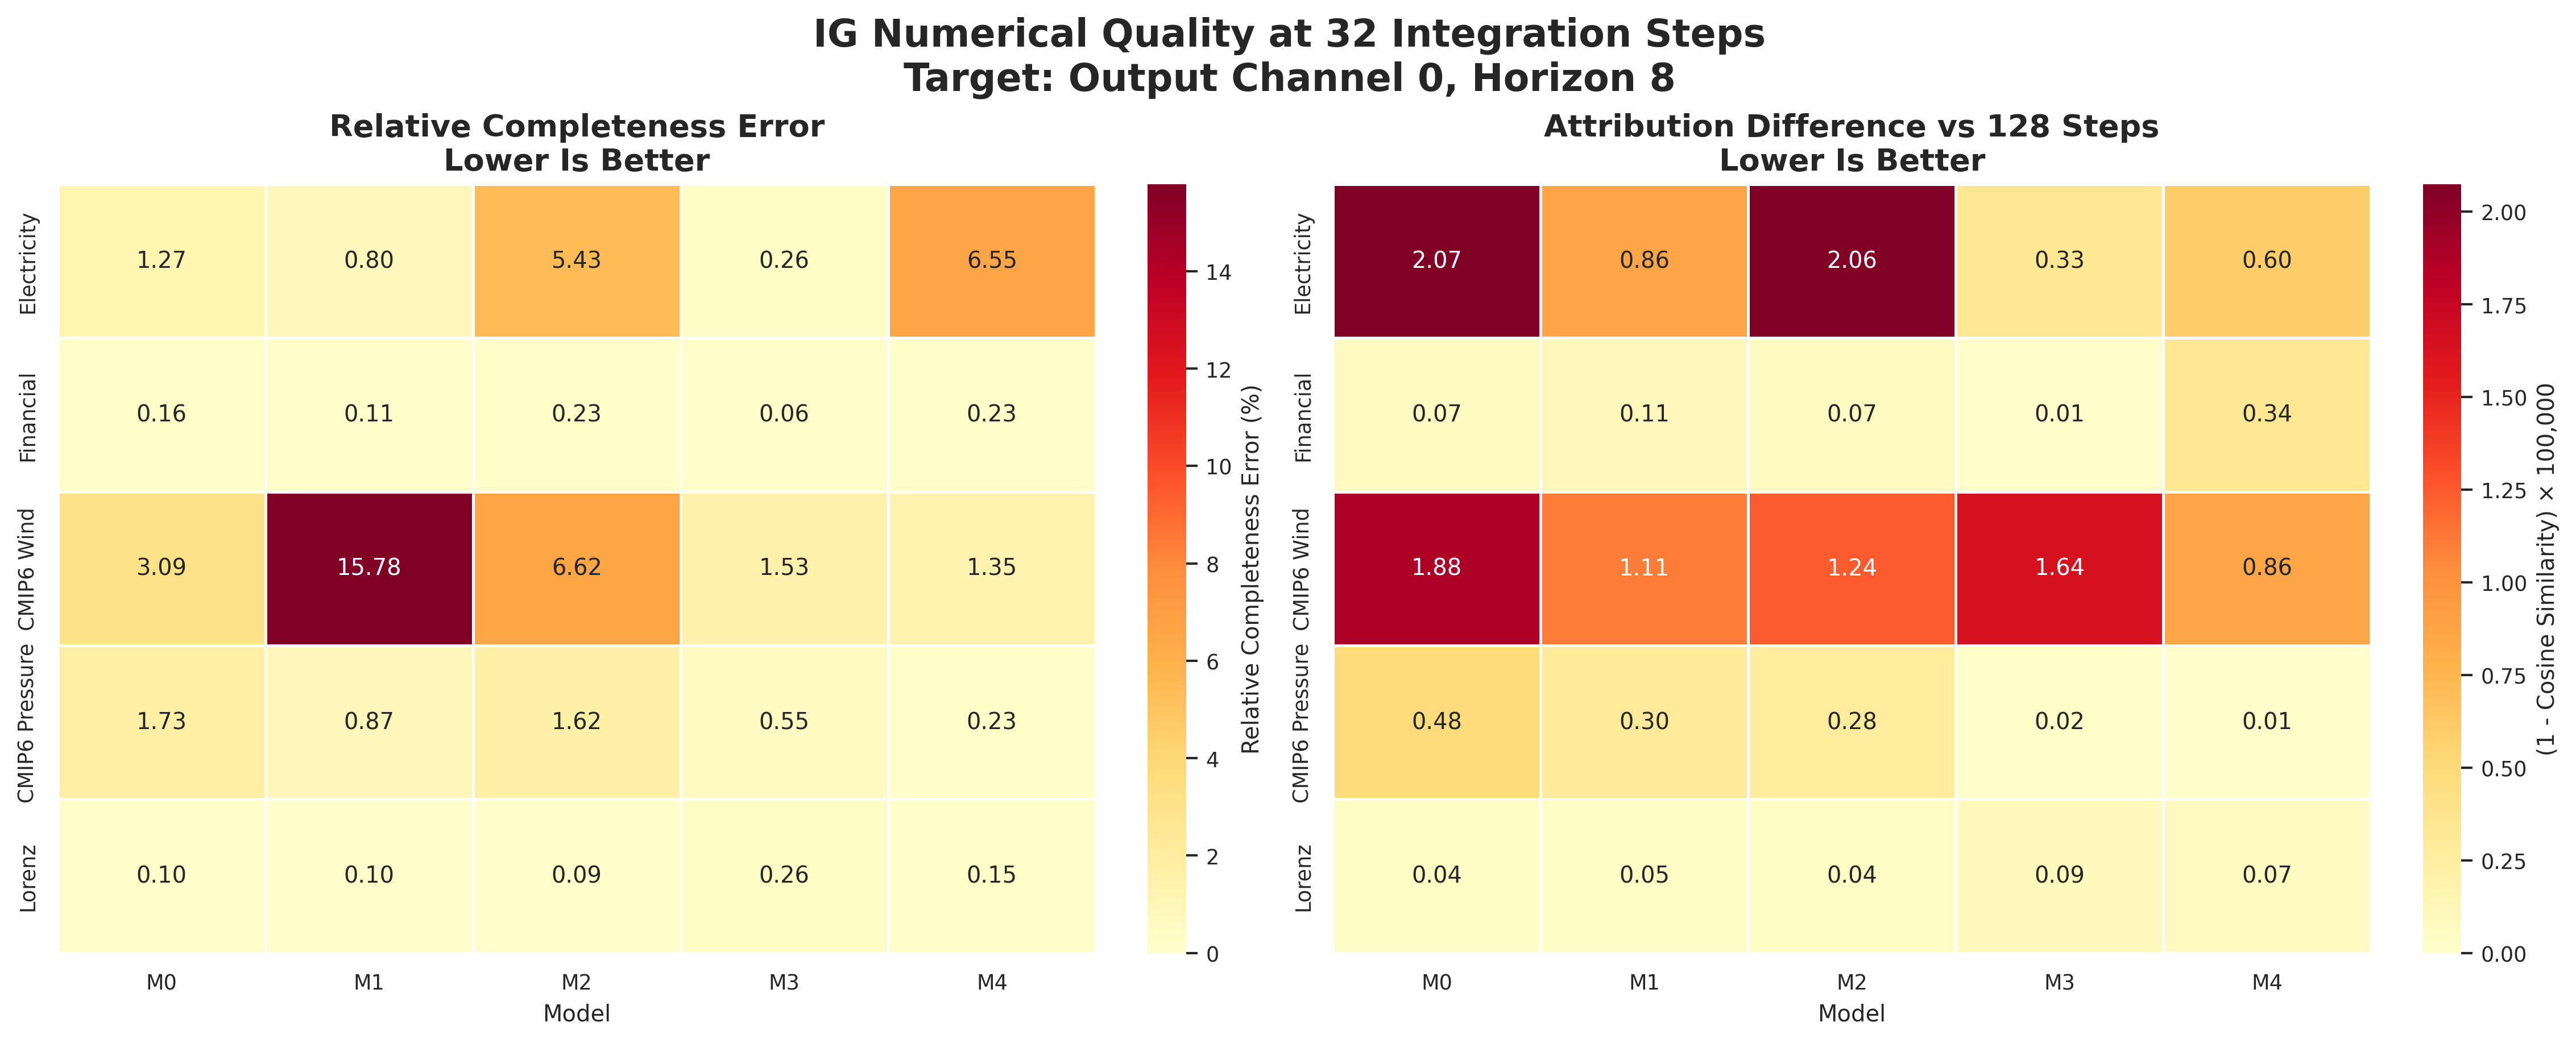 IG Numerical Quality at 32 Integration Steps
Target: Output Channel 0, Horizon 8
Relative Completeness Error
Lower Is Better
Electricity
1.27 0.80 5.43 0.26 6.55
Financial
0.16 0.11 0.23 0.06 0.23
CMIP6 Wind
3.09 15.78 6.62 1.53 1.35
CMIP6 Pressure
1.73 0.87 1.62 0.55 0.23
Lorenz
0.10 0.10 0.09 0.26 0.15
M0 M1 M2 M3 M4
Model
14
12
10
8
6
4
2
0
Relative Completeness Error (%)
Attribution Difference vs 128 Steps
Lower Is Better
Electricity
2.07 0.86 2.06 0.33 0.60
Financial
0.07 0.11 0.07 0.01 0.34
CMIP6 Wind
1.88 1.11 1.24 1.64 0.86
CMIP6 Pressure
0.48 0.30 0.28 0.02 0.01
Lorenz
0.04 0.05 0.04 0.09 0.07
M0 M1 M2 M3 M4
Model
2.00
1.75
1.50
1.25
1.00
0.75
0.50
0.25
0.00
(1 - Cosine Similarity) × 100,000